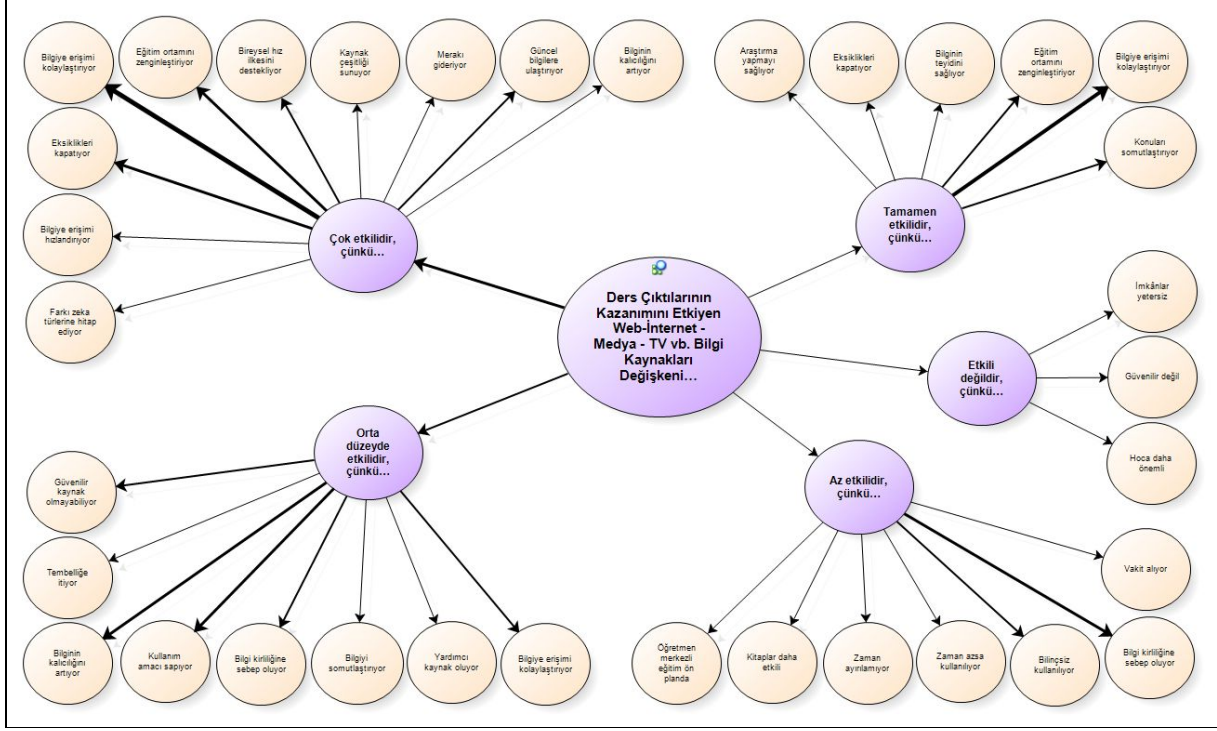 Bilgiye erişimi
kolaylaştırıyor
Eğitim ortamını
zenginleştiriyor
Bireysel hız
ilkesini
destekliyor
Kaynak
çeşitliği
sunuyor
Merakı
gideriyor
Güncel
bilgilere
ulaştırıyor
Bilginin
kalıcılığını
artıyor
Eksiklikleri
kapatıyor
Bilgiye erişimi
hızlandırıyor
Farkı zeka
türlerine hitap
ediyor
Çok etkilidir,
çünkü…
Araştırma
yapmayı
sağlıyor
Eksiklikleri
kapatıyor
Bilginin
teyidini
sağlıyor
Eğitim
ortamını
zenginleştiriyor
Bilgiye erişimi
kolaylaştırıyor
Konuları
somutlaştırıyor
Tamamen
etkilidir,
çünkü…
Ders Çıktılarının
Kazanımını Etkiyen
Web-İnternet -
Medya - TV vb. Bilgi
Kaynakları
Değişkeni…
İmkânlar
yetersiz
Etkili
değildir,
çünkü…
Güvenilir değil
Hoca daha
önemli
Orta
düzeyde
etkilidir,
çünkü…
Güvenilir
kaynak
olmayabiliyor
Tembelliğe
itiyor
Bilginin
kalıcılığını
artıyor
Kullanım
amacı sapıyor
Bilgi kirliliğine
sebep oluyor
Bilgiyi
somutlaştırıyor
Yardımcı
kaynak oluyor
Bilgiye erişimi
kolaylaştırıyor
Az etkilidir,
çünkü…
Vakit alıyor
Öğretmen
merkezli
eğitim ön
planda
Kitaplar daha
etkili
Zaman
ayırılamıyor
Zaman azsa
kullanılıyor
Bilinçsiz
kullanılıyor
Bilgi kirliliğine
sebep oluyor